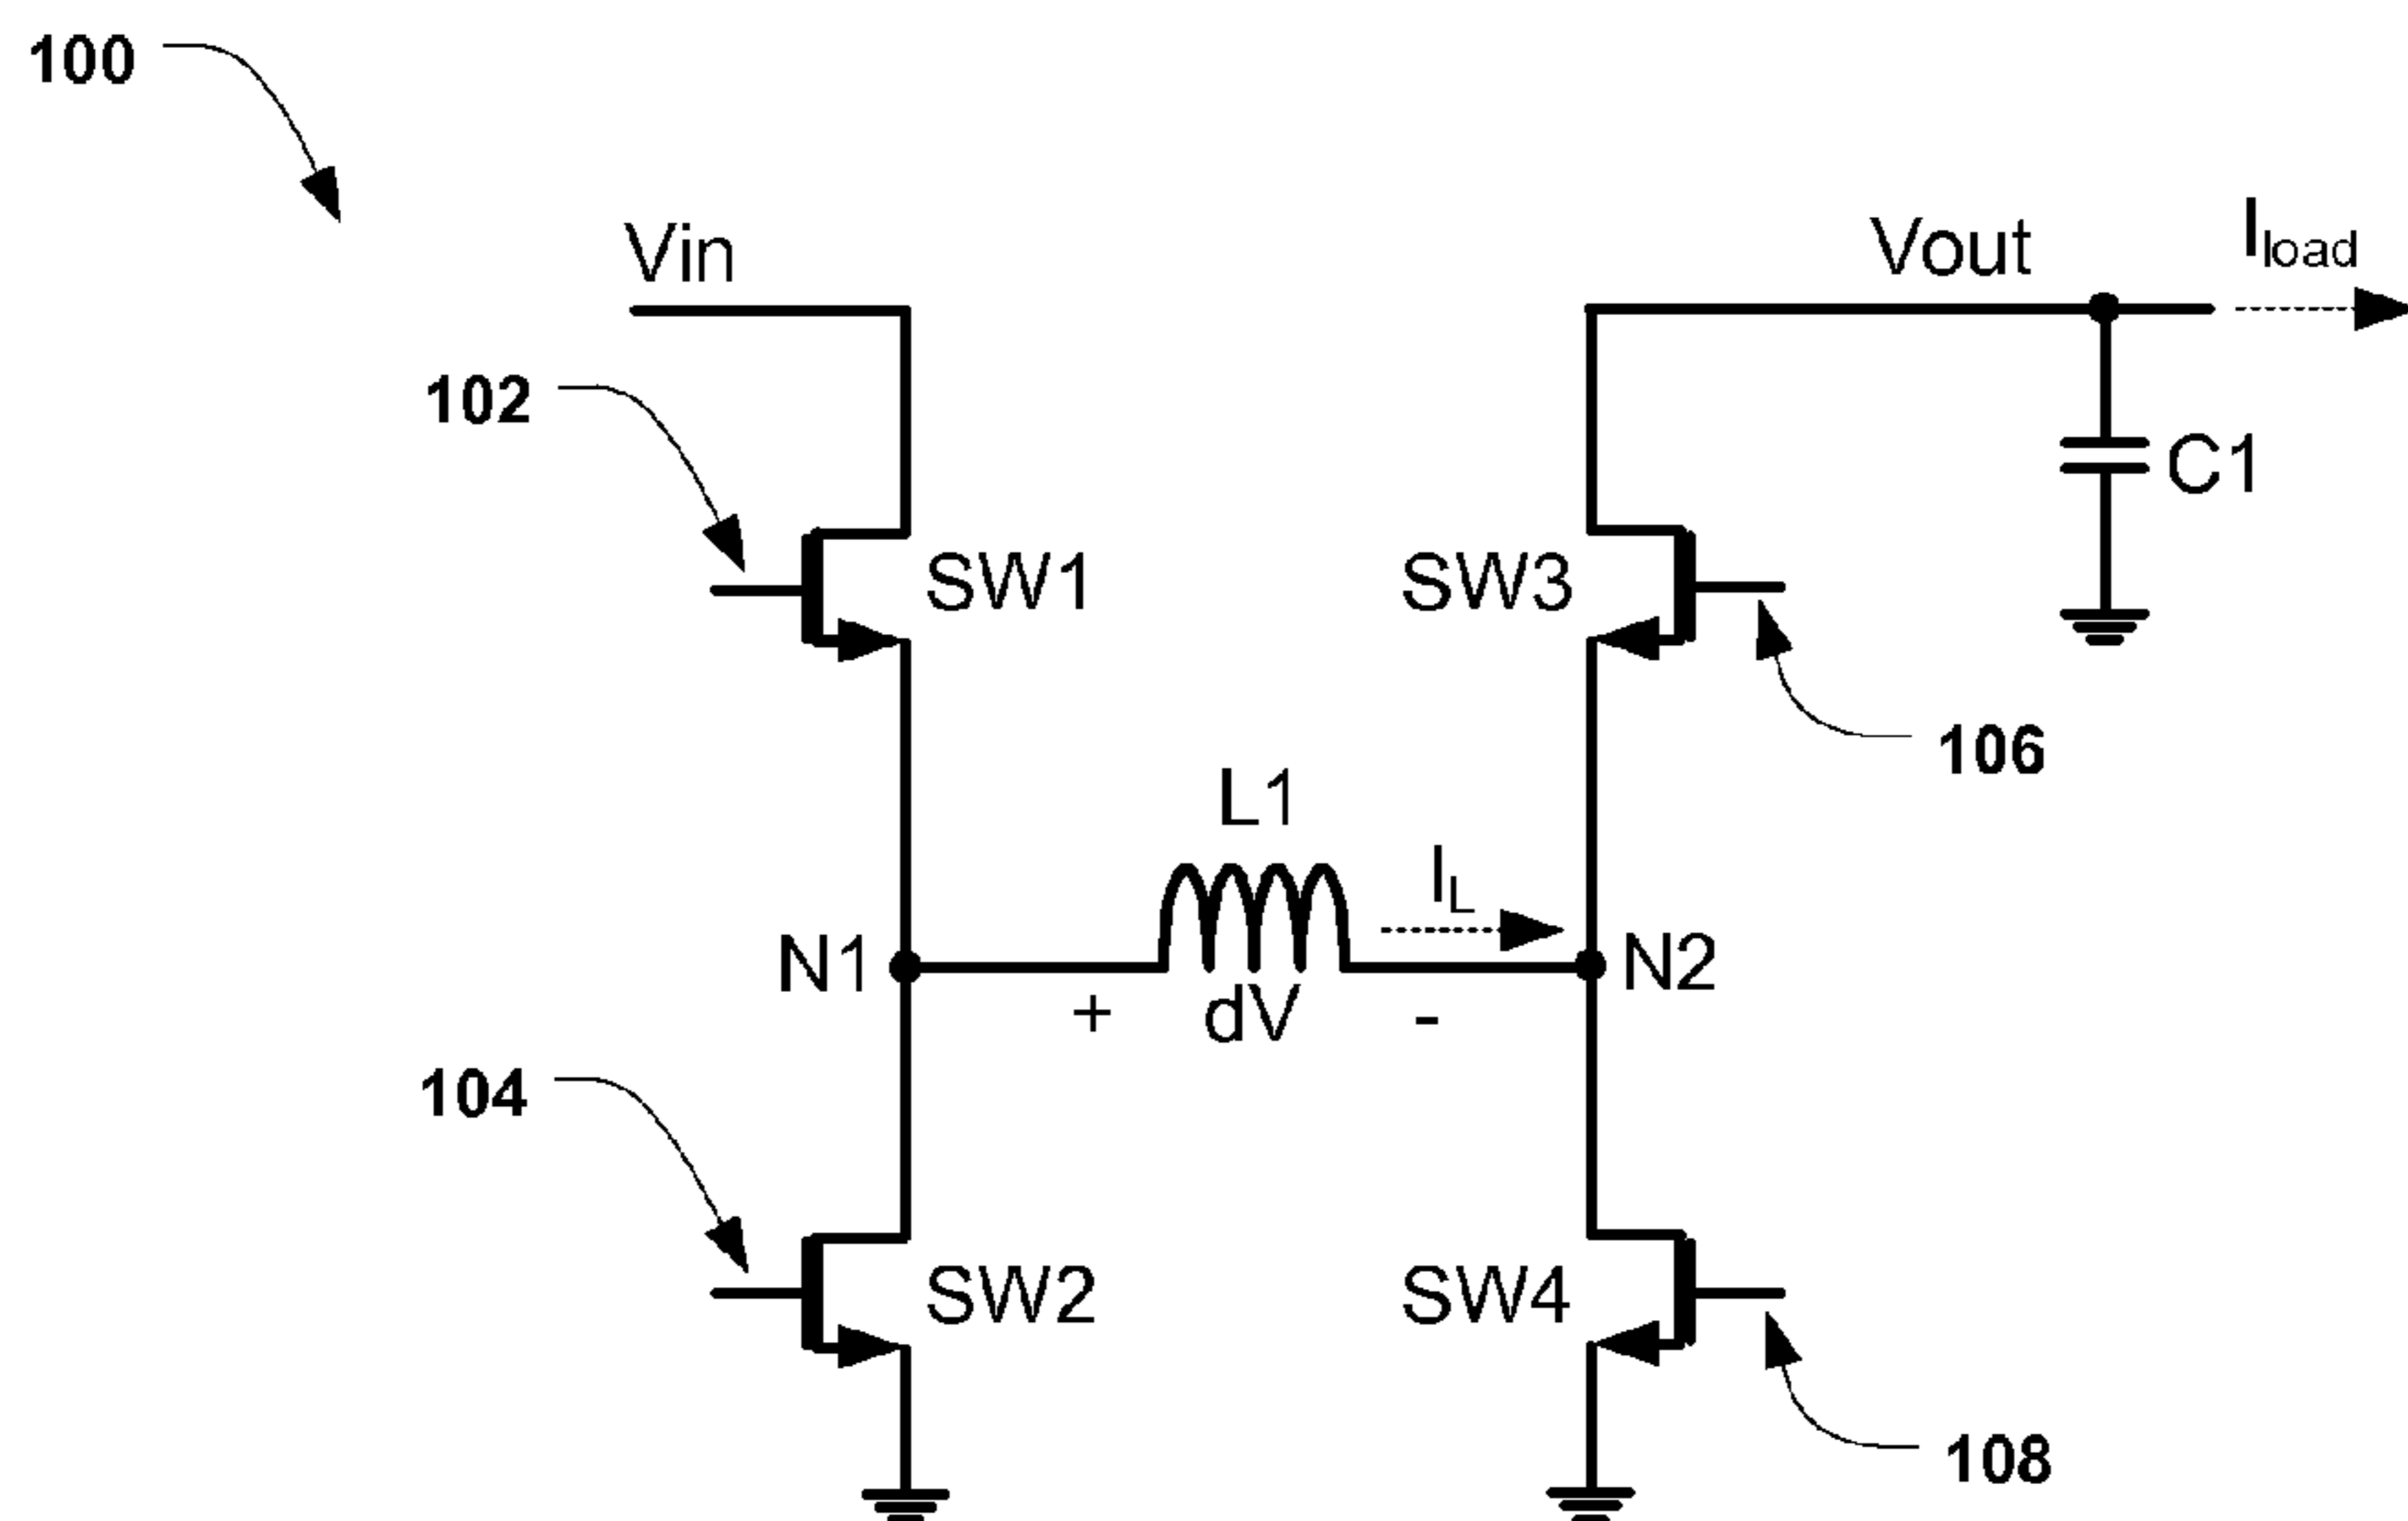 100
Vin
Vout
Iload
102
C1
SW1
SW3
106
L1
IL
N1
N2
+ dV -
104
SW2
SW4
108